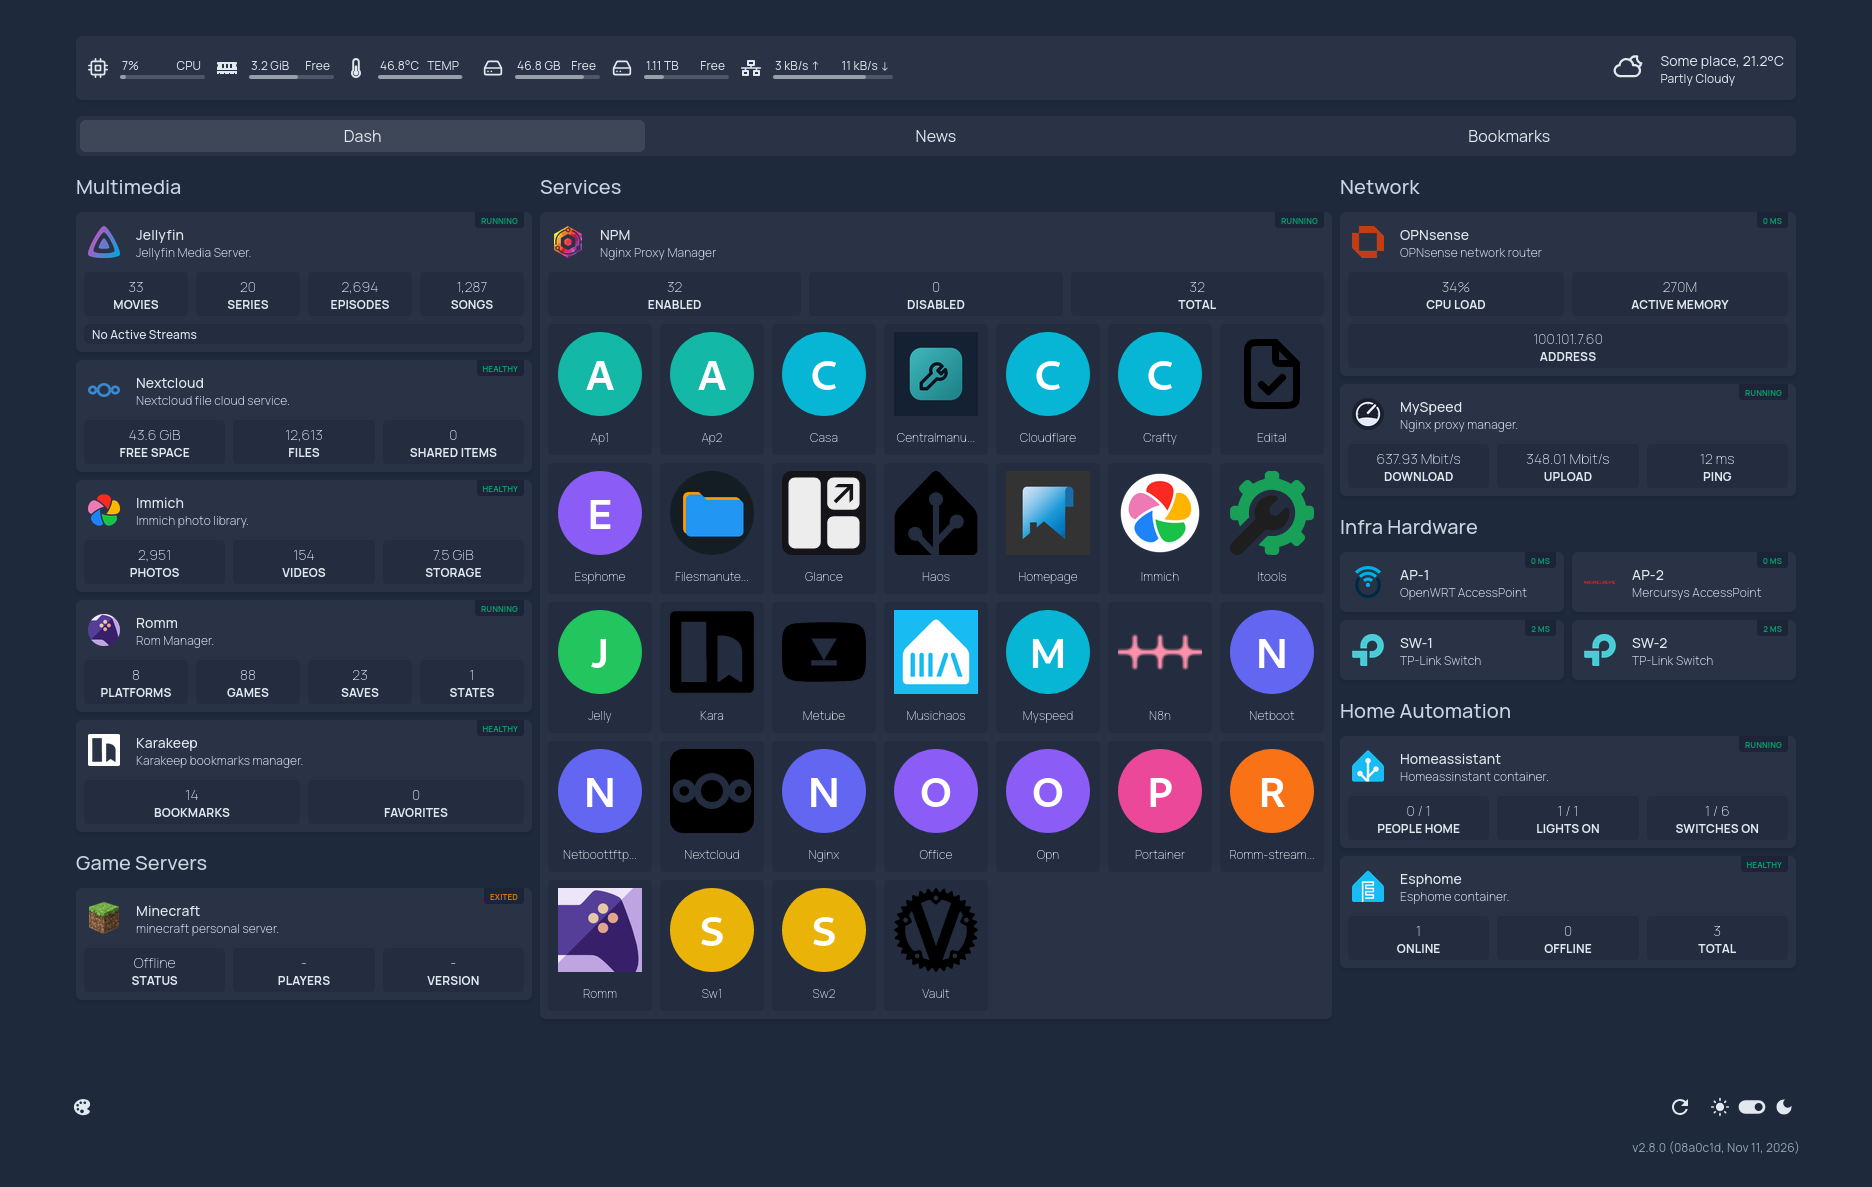 7% CPU
3.2 GiB Free
46.8°C TEMP
46.8 GB Free
1.11 TB Free
3 kB/s ↑ 11 kB/s ↓
Some place, 21.2°C
Partly Cloudy
Dash
News
Bookmarks
Multimedia
RUNNING
Jellyfin
Jellyfin Media Server.
33
MOVIES
20
SERIES
2,694
EPISODES
1,287
SONGS
No Active Streams
HEALTHY
Nextcloud
Nextcloud file cloud service.
43.6 GiB
FREE SPACE
12,613
FILES
0
SHARED ITEMS
HEALTHY
Immich
Immich photo library.
2,951
PHOTOS
154
VIDEOS
7.5 GiB
STORAGE
RUNNING
Romm
Rom Manager.
8
PLATFORMS
88
GAMES
23
SAVES
1
STATES
HEALTHY
Karakeep
Karakeep bookmarks manager.
14
BOOKMARKS
0
FAVORITES
Game Servers
EXITED
Minecraft
minecraft personal server.
Offline
STATUS
-
PLAYERS
-
VERSION
Services
RUNNING
NPM
Nginx Proxy Manager
32
ENABLED
0
DISABLED
32
TOTAL
A
Ap1
A
Ap2
C
Casa
Centralmanu...
C
Cloudflare
C
Crafty
Edital
E
Esphome
Filesmanute...
Glance
Haos
Homepage
Immich
Itools
J
Jelly
Kara
Metube
Musichaos
M
Myspeed
N8n
N
Netboot
N
Netboottftp...
Nextcloud
N
Nginx
O
Office
O
Opn
P
Portainer
R
Romm-stream...
Romm
S
Sw1
S
Sw2
V
Vault
Network
0 MS
OPNsense
OPNsense network router
34%
CPU LOAD
270M
ACTIVE MEMORY
100.101.7.60
ADDRESS
RUNNING
MySpeed
Nginx proxy manager.
637.93 Mbit/s
DOWNLOAD
348.01 Mbit/s
UPLOAD
12 ms
PING
Infra Hardware
0 MS
AP-1
OpenWRT AccessPoint
0 MS
AP-2
Mercursys AccessPoint
2 MS
SW-1
TP-Link Switch
2 MS
SW-2
TP-Link Switch
Home Automation
RUNNING
Homeassistant
Homeassinstant container.
0 / 1
PEOPLE HOME
1 / 1
LIGHTS ON
1 / 6
SWITCHES ON
HEALTHY
Esphome
Esphome container.
1
ONLINE
0
OFFLINE
3
TOTAL
v2.8.0 (08a0c1d, Nov 11, 2026)